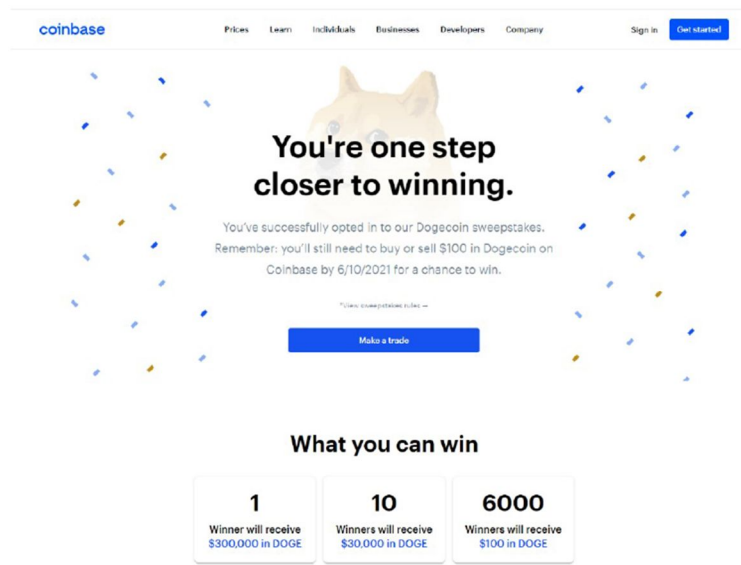 coinbase
Prices Learn Individuals Businesses Developers Company Sign in Get started
You're one step
closer to winning.
You've successfully opted in to our Dogecoin sweepstakes.
Remember: you'll still need to buy or sell $100 in Dogecoin on
Coinbase by 6/10/2021 for a chance to win.
*View sweepstakes rules →
Make a trade
What you can win
1
Winner will receive
$300,000 in DOGE
10
Winners will receive
$30,000 in DOGE
6000
Winners will receive
$100 in DOGE